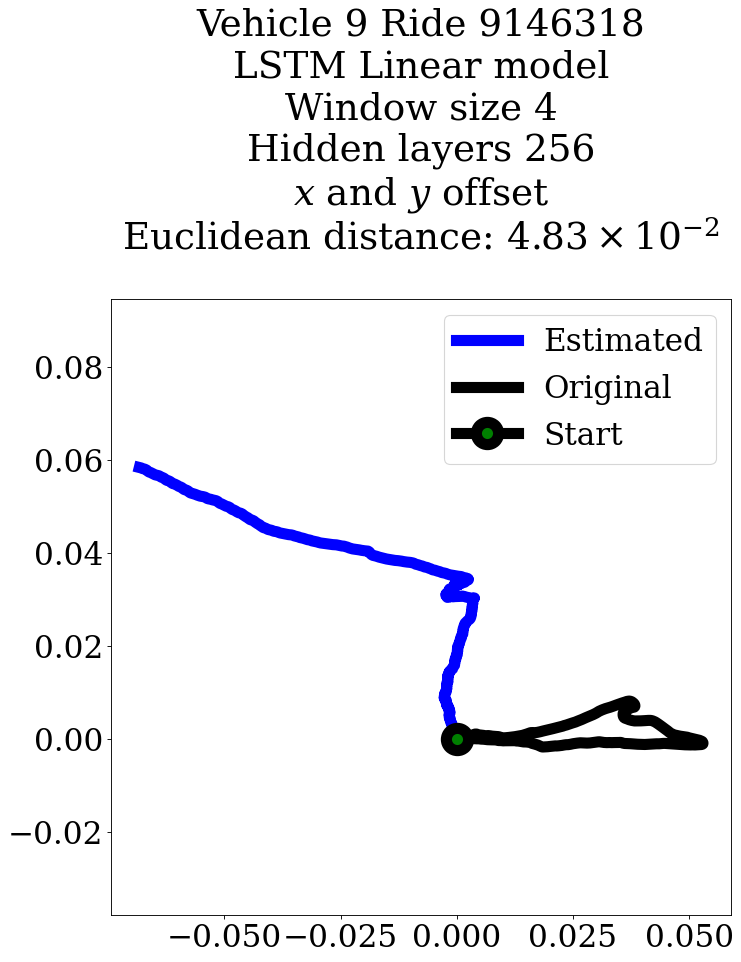 Vehicle 9 Ride 9146318
LSTM Linear model
Window size 4
Hidden layers 256
x and y offset
Euclidean distance: 4.83 × 10⁻²
Estimated
Original
Start
0.08
0.06
0.04
0.02
0.00
−0.02
−0.050 −0.025 0.000 0.025 0.050